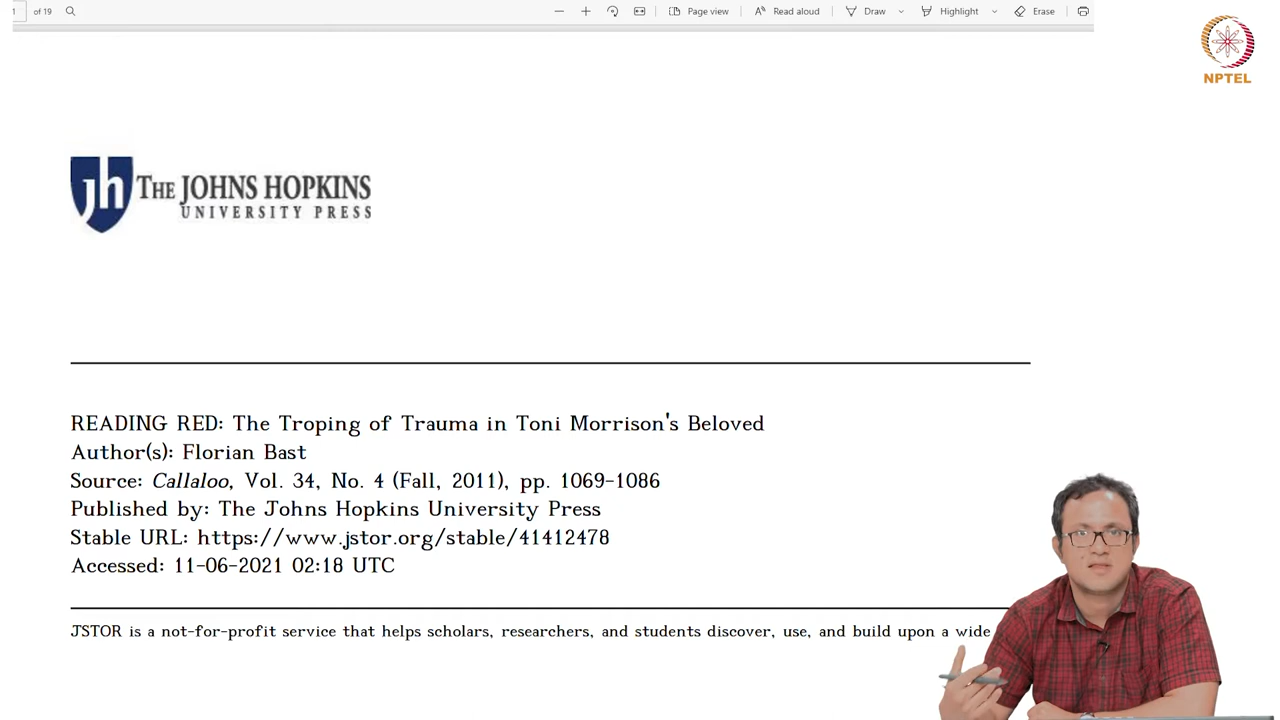 1 of 19 Page view Read aloud Draw Highlight Erase
NPTEL
jh THE JOHNS HOPKINS
UNIVERSITY PRESS
READING RED: The Troping of Trauma in Toni Morrison's Beloved
Author(s): Florian Bast
Source: Callaloo, Vol. 34, No. 4 (Fall, 2011), pp. 1069-1086
Published by: The Johns Hopkins University Press
Stable URL: https://www.jstor.org/stable/41412478
Accessed: 11-06-2021 02:18 UTC
JSTOR is a not-for-profit service that helps scholars, researchers, and students discover, use, and build upon a wide